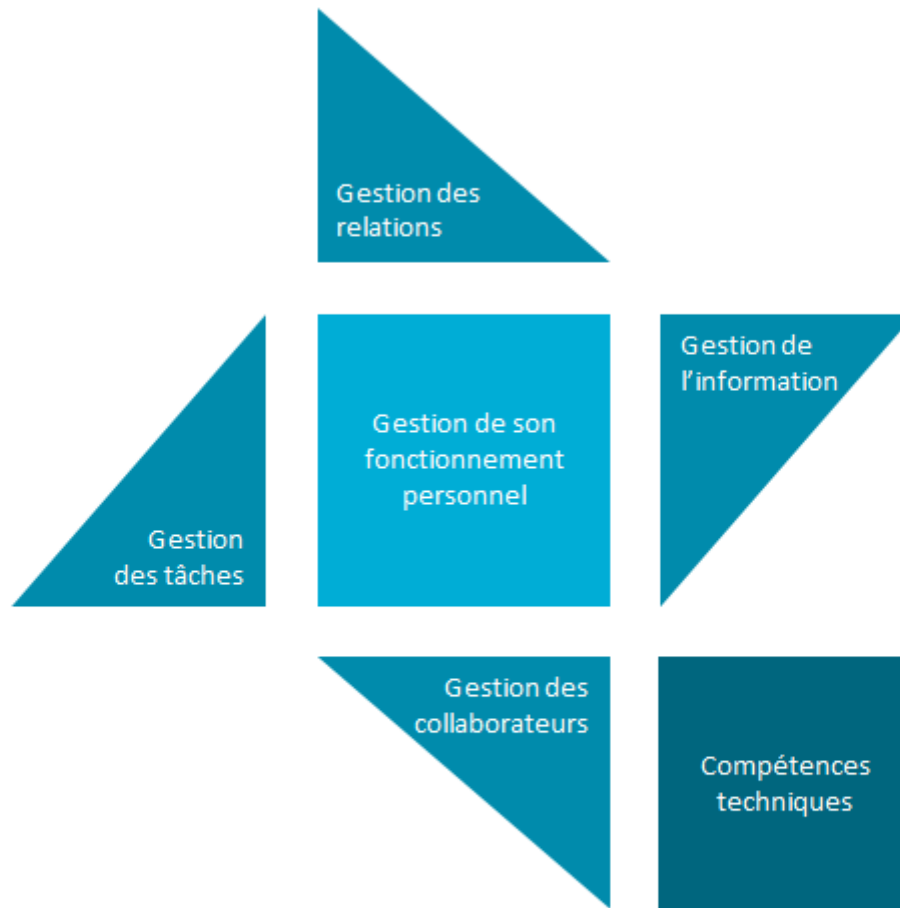 Gestion des
relations
Gestion de
l'information
Gestion de son
fonctionnement
personnel
Gestion
des tâches
Gestion des
collaborateurs
Compétences
techniques